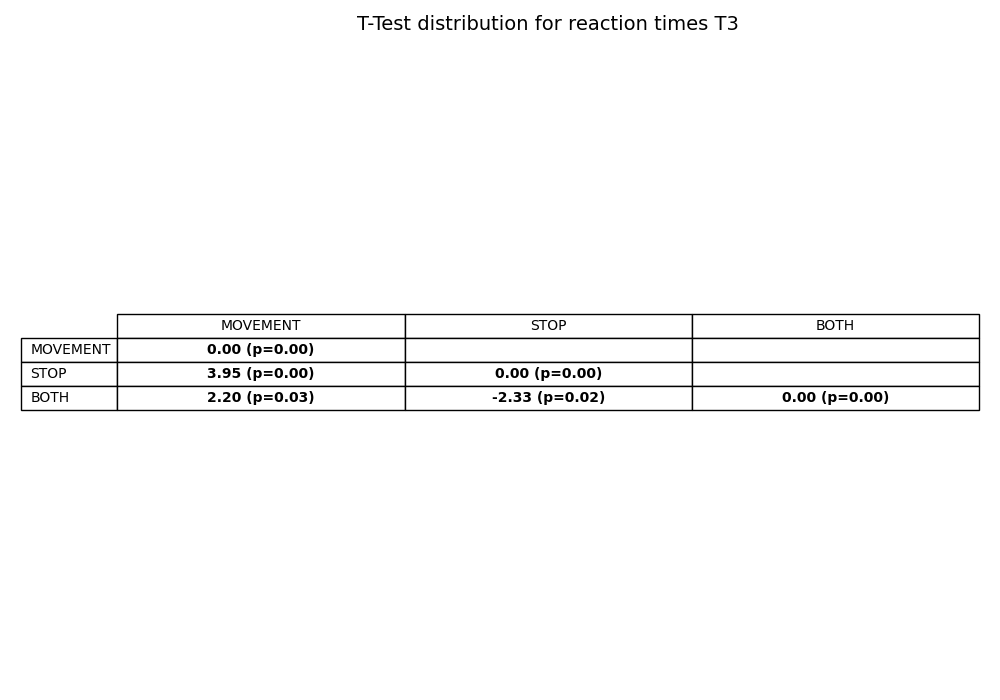 T-Test distribution for reaction times T3
MOVEMENT STOP BOTH
MOVEMENT 0.00 (p=0.00)
STOP 3.95 (p=0.00) 0.00 (p=0.00)
BOTH 2.20 (p=0.03) -2.33 (p=0.02) 0.00 (p=0.00)